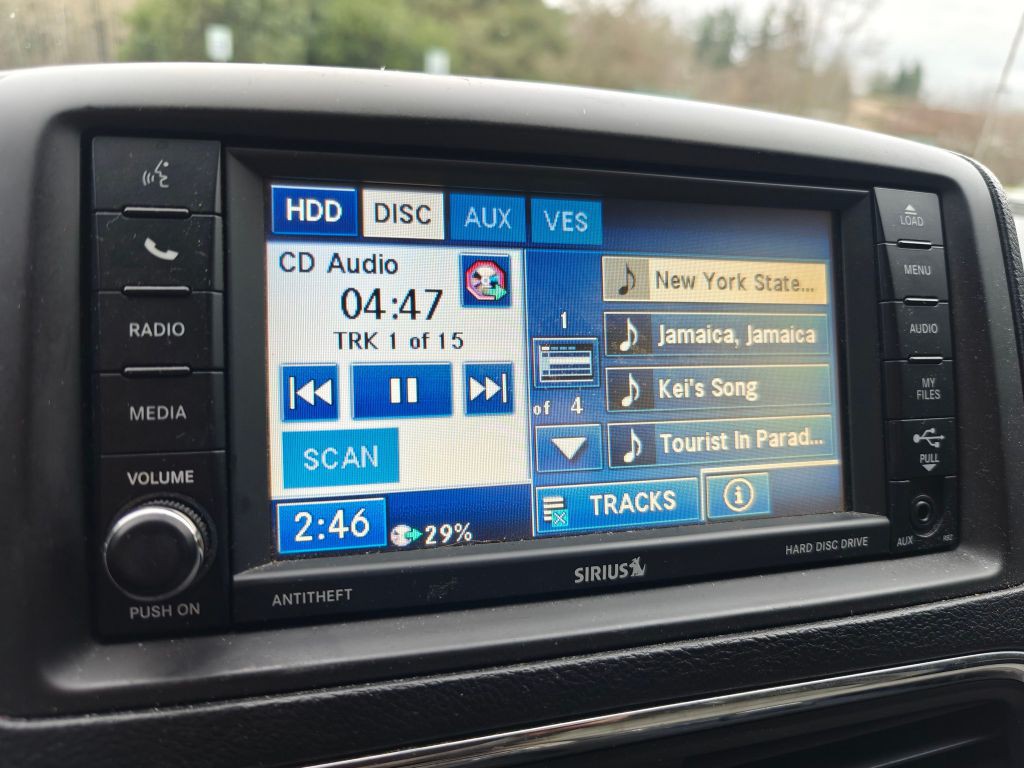 HDD DISC AUX VES
CD Audio
04:47
TRK 1 of 15
SCAN
2:46
29%
New York State...
Jamaica, Jamaica
Kei's Song
Tourist In Parad...
1
of 4
TRACKS
i
RADIO
MEDIA
VOLUME
PUSH ON
ANTITHEFT
SIRIUS
HARD DISC DRIVE
LOAD
MENU
AUDIO
MY
FILES
PULL
AUX
RBZ